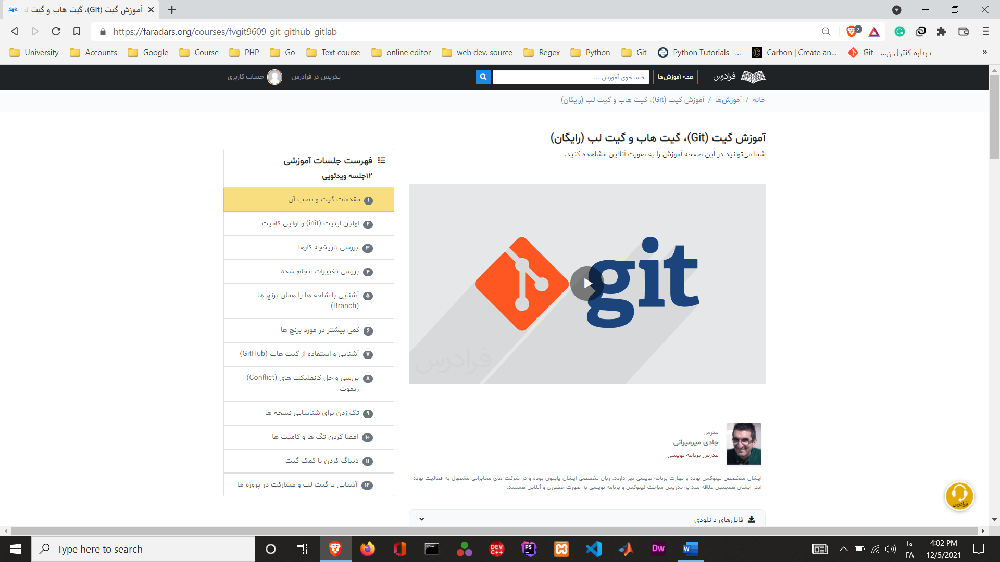 آموزش گیت (Git)، گیت هاب و گیت ل
https://faradars.org/courses/fvgit9609-git-github-gitlab
2
University
Accounts
Google
Course
PHP
Go
Text course
online editor
web dev. source
Regex
Python
Git
Python Tutorials –...
Carbon | Create an...
Git - دربارهٔ کنترل ن...
»
فرادرس
همه آموزش‌ها
جستجوی آموزش ...
تدریس در فرادرس
حساب کاربری
خانه / آموزش‌ها / آموزش گیت (Git)، گیت هاب و گیت لب (رایگان)
آموزش گیت (Git)، گیت هاب و گیت لب (رایگان)
شما می‌توانید در این صفحه آموزش را به صورت آنلاین مشاهده کنید.
git
فرادرس
مدرس
جادی میرمیرانی
مدرس برنامه نویسی
ایشان متخصص لینوکس بوده و مهارت برنامه نویسی نیز دارند. زبان تخصصی ایشان پایتون بوده و در شرکت های مخابراتی مشغول به فعالیت بوده
اند. ایشان همچنین علاقه مند به تدریس مباحث لینوکس و برنامه نویسی به صورت حضوری و آنلاین هستند.
فایل‌های دانلودی
فهرست جلسات آموزشی
۱۲جلسه ویدئویی
۱ مقدمات گیت و نصب آن
۲ اولین اینیت (init) و اولین کامیت
۳ بررسی تاریخچه کارها
۴ بررسی تغییرات انجام شده
۵ آشنایی با شاخه ها یا همان برنچ ها
(Branch)
۶ کمی بیشتر در مورد برنچ ها
۷ آشنایی و استفاده از گیت هاب (GitHub)
۸ بررسی و حل کانفلیکت های (Conflict)
ریموت
۹ تگ زدن برای شناسایی نسخه ها
۱۰ امضا کردن تگ ها و کامیت ها
۱۱ دیباگ کردن با کمک گیت
۱۲ آشنایی با گیت لب و مشارکت در پروژه ها
فرادرس
Type here to search
DEV
C++
PS
Dw
W
فا
FA
4:02 PM
12/5/2021